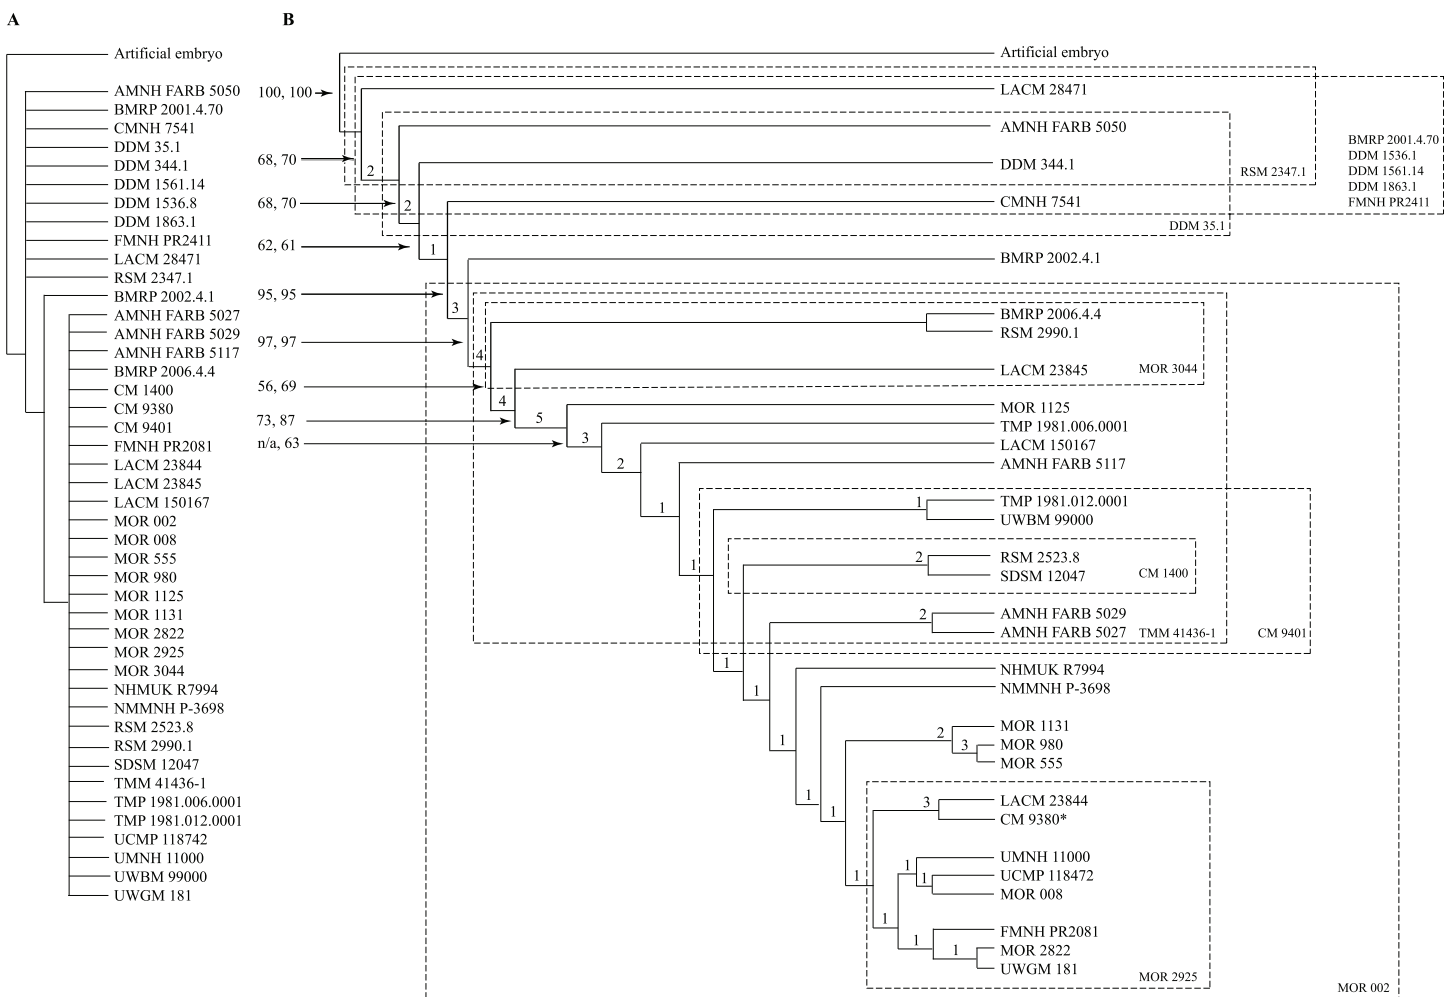 A
Artificial embryo
AMNH FARB 5050
BMRP 2001.4.70
CMNH 7541
DDM 35.1
DDM 344.1
DDM 1561.14
DDM 1536.8
DDM 1863.1
FMNH PR2411
LACM 28471
RSM 2347.1
BMRP 2002.4.1
AMNH FARB 5027
AMNH FARB 5029
AMNH FARB 5117
BMRP 2006.4.4
CM 1400
CM 9380
CM 9401
FMNH PR2081
LACM 23844
LACM 23845
LACM 150167
MOR 002
MOR 008
MOR 555
MOR 980
MOR 1125
MOR 1131
MOR 2822
MOR 2925
MOR 3044
NHMUK R7994
NMMNH P-3698
RSM 2523.8
RSM 2990.1
SDSM 12047
TMM 41436-1
TMP 1981.006.0001
TMP 1981.012.0001
UCMP 118742
UMNH 11000
UWBM 99000
UWGM 181
B
Artificial embryo
100, 100
LACM 28471
AMNH FARB 5050
BMRP 2001.4.70
DDM 1536.1
DDM 1561.14
DDM 1863.1
FMNH PR2411
68, 70
2
DDM 344.1
RSM 2347.1
68, 70
2
CMNH 7541
DDM 35.1
62, 61
1
BMRP 2002.4.1
95, 95
3
BMRP 2006.4.4
RSM 2990.1
97, 97
4
LACM 23845
MOR 3044
56, 69
4
MOR 1125
73, 87
5
TMP 1981.006.0001
n/a, 63
3
LACM 150167
2
AMNH FARB 5117
1
1
TMP 1981.012.0001
UWBM 99000
1
2
RSM 2523.8
SDSM 12047
CM 1400
2
AMNH FARB 5029
AMNH FARB 5027
TMM 41436-1
CM 9401
1
NHMUK R7994
1
NMMNH P-3698
1
2
MOR 1131
3
MOR 980
MOR 555
1
1
3
LACM 23844
CM 9380*
1
1
UMNH 11000
1
UCMP 118472
MOR 008
1
1
FMNH PR2081
1
MOR 2822
UWGM 181
MOR 2925
MOR 002